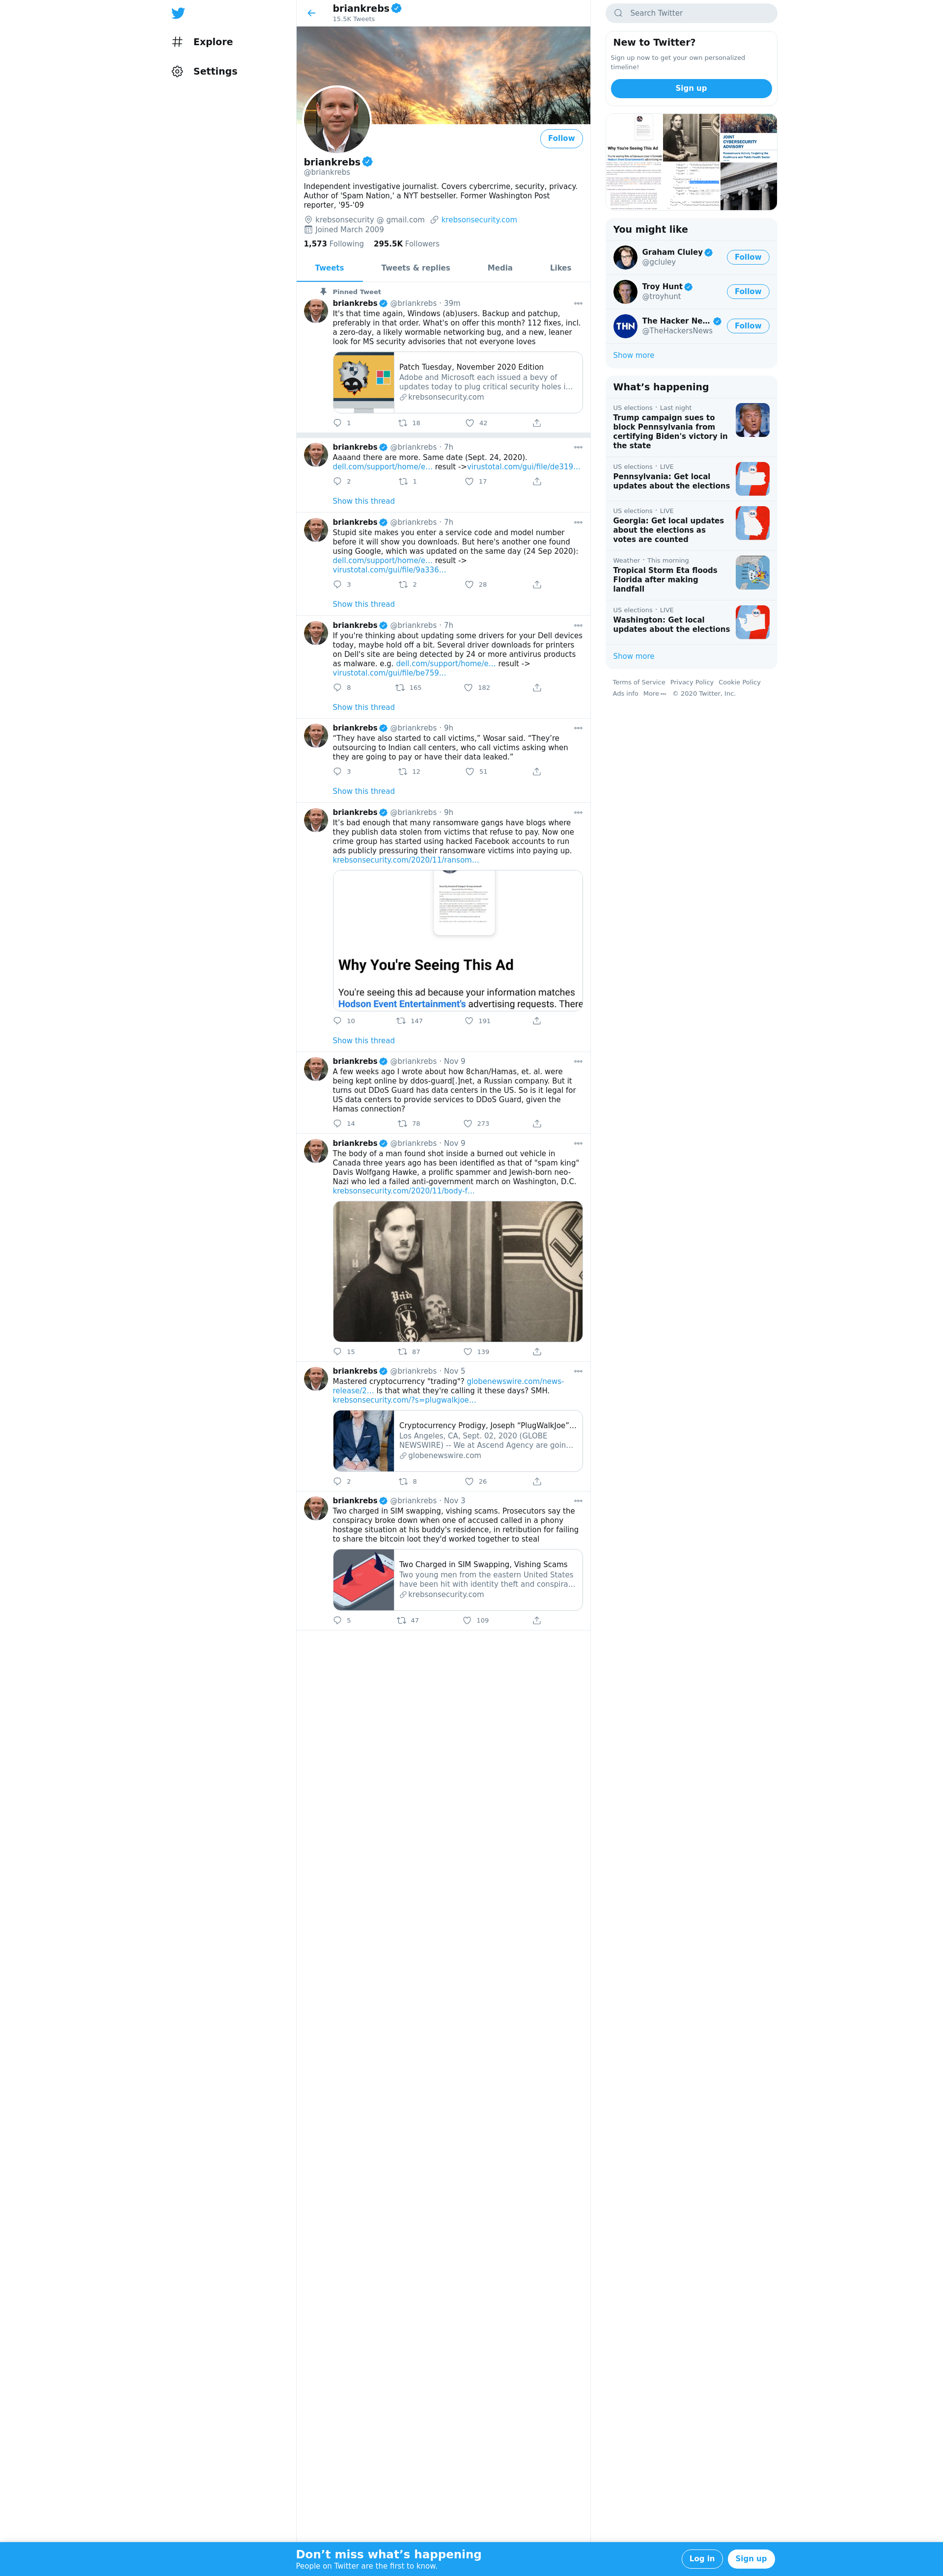 Explore
Settings
briankrebs
15.5K Tweets
Follow
briankrebs
@briankrebs
Independent investigative journalist. Covers cybercrime, security, privacy.
Author of 'Spam Nation,' a NYT bestseller. Former Washington Post
reporter, '95-'09
krebsonsecurity @ gmail.com krebsonsecurity.com
Joined March 2009
1,573 Following 295.5K Followers
Tweets Tweets & replies Media Likes
Pinned Tweet
briankrebs @briankrebs · 39m
It's that time again, Windows (ab)users. Backup and patchup,
preferably in that order. What's on offer this month? 112 fixes, incl.
a zero-day, a likely wormable networking bug, and a new, leaner
look for MS security advisories that not everyone loves
Patch Tuesday, November 2020 Edition
Adobe and Microsoft each issued a bevy of
updates today to plug critical security holes i...
krebsonsecurity.com
1 18 42
briankrebs @briankrebs · 7h
Aaaand there are more. Same date (Sept. 24, 2020).
dell.com/support/home/e... result ->virustotal.com/gui/file/de319...
2 1 17
Show this thread
briankrebs @briankrebs · 7h
Stupid site makes you enter a service code and model number
before it will show you downloads. But here's another one found
using Google, which was updated on the same day (24 Sep 2020):
dell.com/support/home/e... result ->
virustotal.com/gui/file/9a336...
3 2 28
Show this thread
briankrebs @briankrebs · 7h
If you're thinking about updating some drivers for your Dell devices
today, maybe hold off a bit. Several driver downloads for printers
on Dell's site are being detected by 24 or more antivirus products
as malware. e.g. dell.com/support/home/e... result ->
virustotal.com/gui/file/be759...
8 165 182
Show this thread
briankrebs @briankrebs · 9h
“They have also started to call victims,” Wosar said. “They’re
outsourcing to Indian call centers, who call victims asking when
they are going to pay or have their data leaked.”
3 12 51
Show this thread
briankrebs @briankrebs · 9h
It’s bad enough that many ransomware gangs have blogs where
they publish data stolen from victims that refuse to pay. Now one
crime group has started using hacked Facebook accounts to run
ads publicly pressuring their ransomware victims into paying up.
krebsonsecurity.com/2020/11/ransom...
Why You're Seeing This Ad
You're seeing this ad because your information matches
Hodson Event Entertainment's advertising requests. There
10 147 191
Show this thread
briankrebs @briankrebs · Nov 9
A few weeks ago I wrote about how 8chan/Hamas, et. al. were
being kept online by ddos-guard[.]net, a Russian company. But it
turns out DDoS Guard has data centers in the US. So is it legal for
US data centers to provide services to DDoS Guard, given the
Hamas connection?
14 78 273
briankrebs @briankrebs · Nov 9
The body of a man found shot inside a burned out vehicle in
Canada three years ago has been identified as that of "spam king"
Davis Wolfgang Hawke, a prolific spammer and Jewish-born neo-
Nazi who led a failed anti-government march on Washington, D.C.
krebsonsecurity.com/2020/11/body-f...
Pride
15 87 139
briankrebs @briankrebs · Nov 5
Mastered cryptocurrency "trading"? globenewswire.com/news-
release/2... Is that what they're calling it these days? SMH.
krebsonsecurity.com/?s=plugwalkjoe...
Cryptocurrency Prodigy, Joseph “PlugWalkJoe”...
Los Angeles, CA, Sept. 02, 2020 (GLOBE
NEWSWIRE) -- We at Ascend Agency are goin...
globenewswire.com
2 8 26
briankrebs @briankrebs · Nov 3
Two charged in SIM swapping, vishing scams. Prosecutors say the
conspiracy broke down when one of accused called in a phony
hostage situation at his buddy's residence, in retribution for failing
to share the bitcoin loot they'd worked together to steal
Two Charged in SIM Swapping, Vishing Scams
Two young men from the eastern United States
have been hit with identity theft and conspira...
krebsonsecurity.com
5 47 109
Search Twitter
New to Twitter?
Sign up now to get your own personalized
timeline!
Sign up
Why You're Seeing This Ad
JOINT
CYBERSECURITY
ADVISORY
You might like
Graham Cluley
@gcluley
Follow
Troy Hunt
@troyhunt
Follow
THN
The Hacker Ne...
@TheHackersNews
Follow
Show more
What’s happening
US elections · Last night
Trump campaign sues to
block Pennsylvania from
certifying Biden's victory in
the state
US elections · LIVE
Pennsylvania: Get local
updates about the elections
US elections · LIVE
Georgia: Get local updates
about the elections as
votes are counted
Weather · This morning
Tropical Storm Eta floods
Florida after making
landfall
US elections · LIVE
Washington: Get local
updates about the elections
Show more
Terms of Service Privacy Policy Cookie Policy
Ads info More © 2020 Twitter, Inc.
Don’t miss what’s happening
People on Twitter are the first to know.
Log in
Sign up